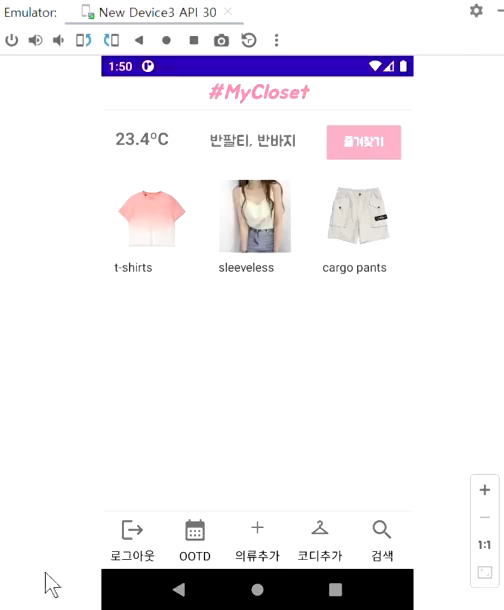 Emulator: New Device3 API 30
1:50
#MyCloset
23.4ºC 반팔티, 반바지 즐겨찾기
t-shirts sleeveless cargo pants
로그아웃 OOTD 의류추가 코디추가 검색
1:1